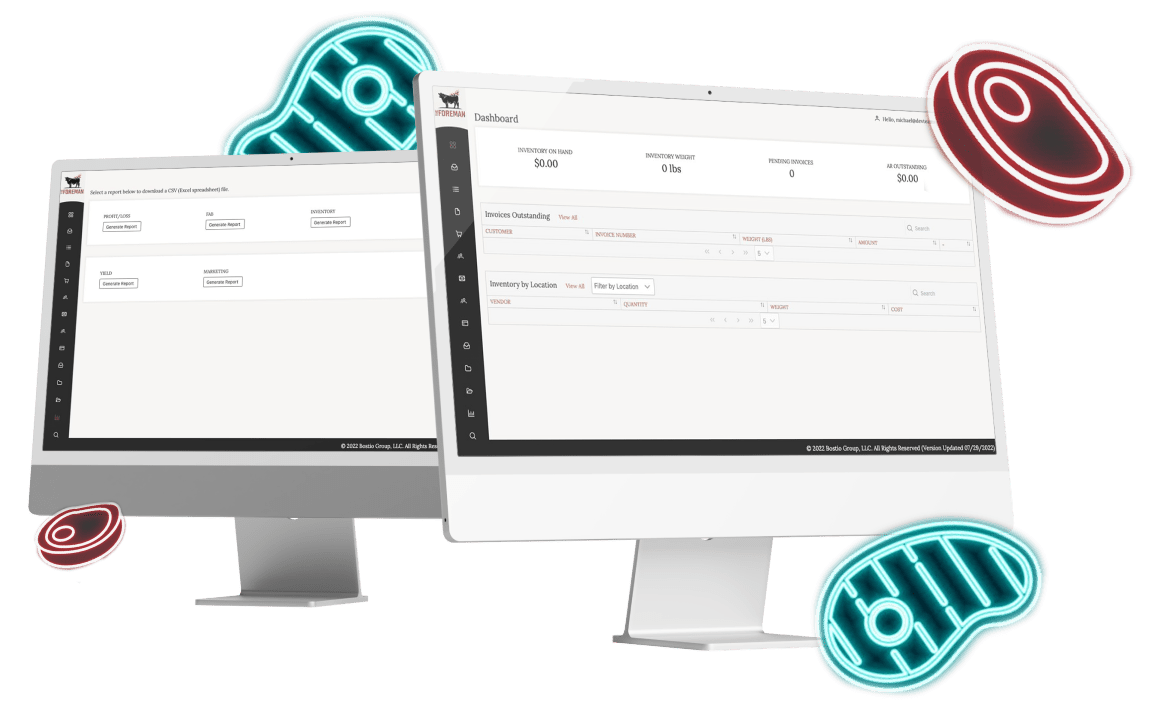 FOREMAN
Select a report below to download a CSV (Excel spreadsheet) file.
PROFIT/LOSS
TAB
INVENTORY
Generate Report
Generate Report
Generate Report
YIELD
MARKETING
Generate Report
Generate Report
© 2022 Bostio Group, LLC. All Rights Res
FOREMAN
Dashboard
Hello,
INVENTORY ON HAND
INVENTORY WEIGHT
PENDING INVOICES
AR OUTSTANDING
$0.00
0 lbs
0
$0.00
Invoices Outstanding View All
Search
CUSTOMER
INVOICE NUMBER
WEIGHT (LBS)
AMOUNT
-
« < > » 5
Inventory by Location View All Filter by Location
Search
VENDOR
QUANTITY
WEIGHT
COST
« < > » 5
© 2022 Bostio Group, LLC. All Rights Reserved (Version Updated 07/29/2022)